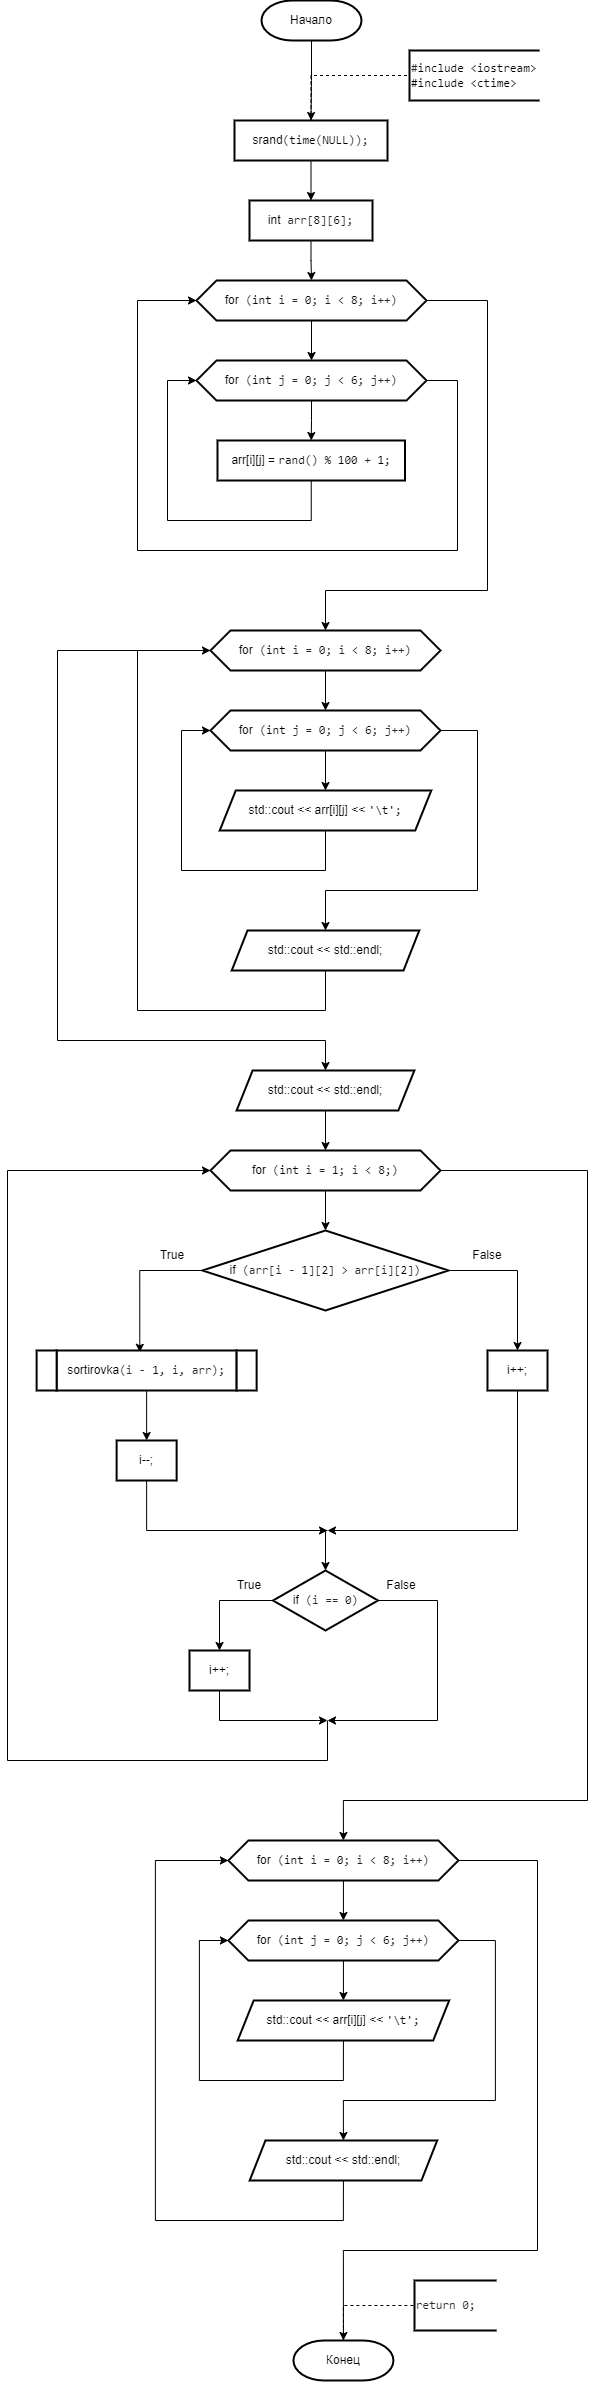 Начало
#include <iostream>
#include <ctime>
srand(time(NULL));
int arr[8][6];
for (int i = 0; i < 8; i++)
for (int j = 0; j < 6; j++)
arr[i][j] = rand() % 100 + 1;
for (int i = 0; i < 8; i++)
for (int j = 0; j < 6; j++)
std::cout << arr[i][j] << '\t';
std::cout << std::endl;
std::cout << std::endl;
for (int i = 1; i < 8;)
True
False
if (arr[i - 1][2] > arr[i][2])
sortirovka(i - 1, i, arr);
i++;
i--;
True
False
if (i == 0)
i++;
for (int i = 0; i < 8; i++)
for (int j = 0; j < 6; j++)
std::cout << arr[i][j] << '\t';
std::cout << std::endl;
return 0;
Конец